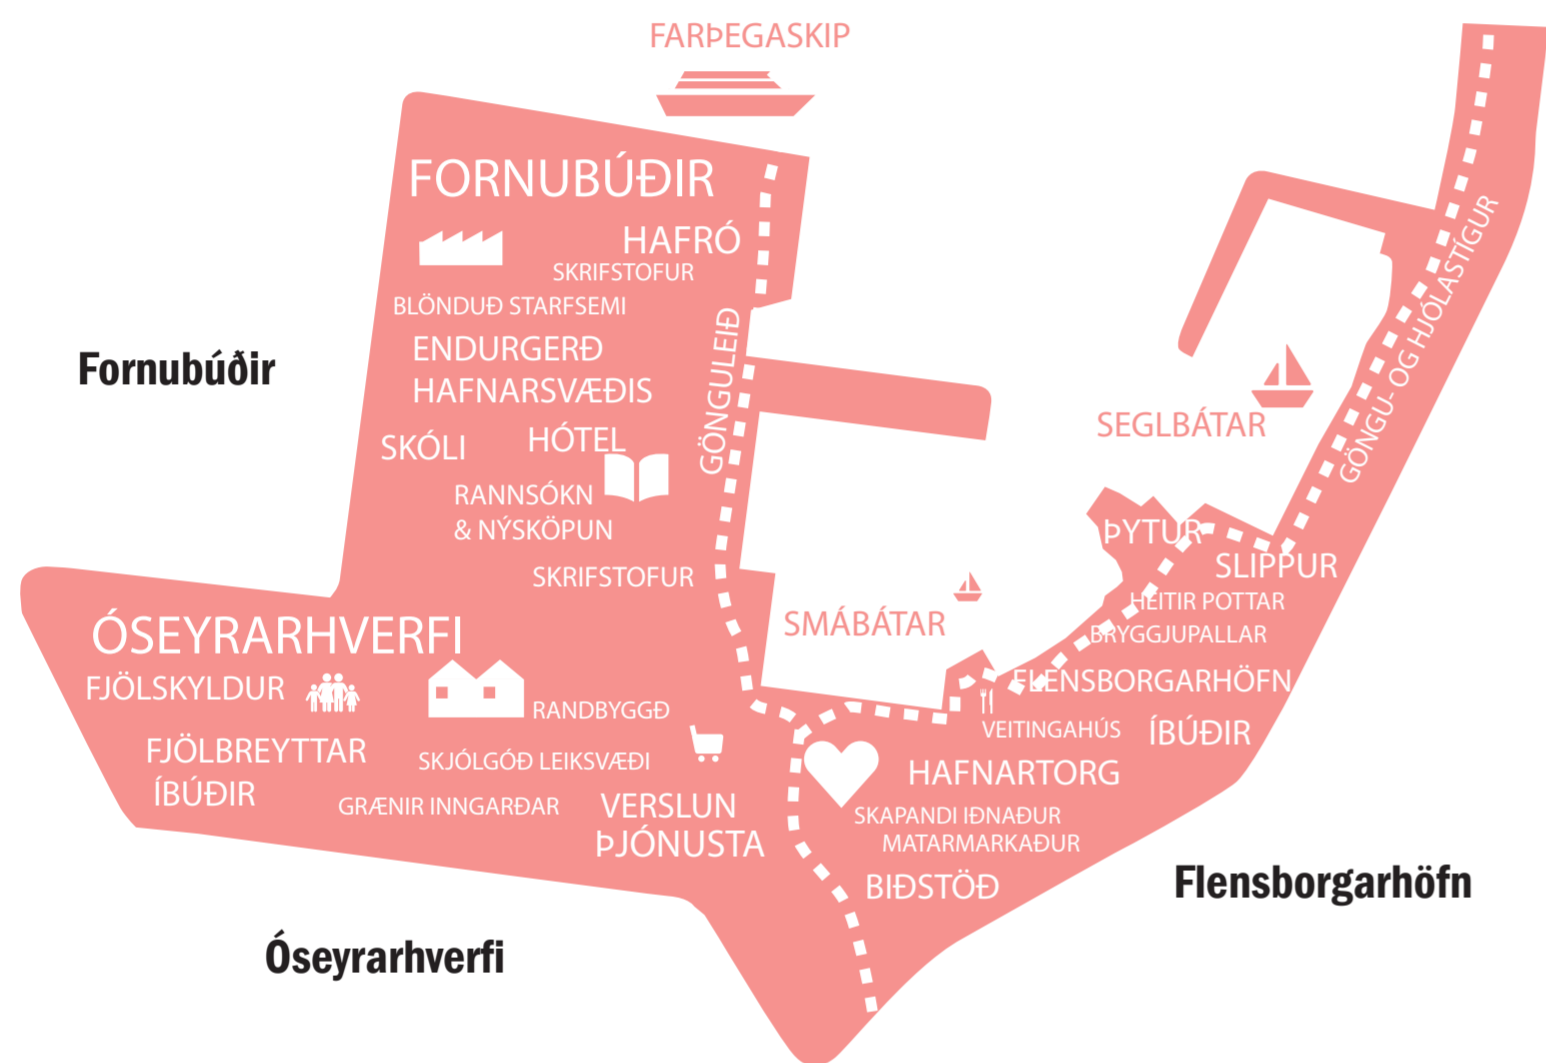 FARÞEGASKIP
FORNUBÚÐIR
HAFRÓ
SKRIFSTOFUR
BLÖNDUÐ STARFSEMI
ENDURGERÐ
HAFNARSVÆÐIS
SKÓLI
HÓTEL
RANNSÓKN
& NÝSKÖPUN
SKRIFSTOFUR
GÖNGULEIÐ
Fornubúðir
ÓSEYRARHVERFI
FJÖLSKYLDUR
RANDBYGGÐ
FJÖLBREYTTAR
ÍBÚÐIR
SKJÓLGÓÐ LEIKSVÆÐI
GRÆNIR INNGARÐAR
VERSLUN
ÞJÓNUSTA
Óseyrarhverfi
SMÁBÁTAR
SEGLBÁTAR
GÖNGU- OG HJÓLASTÍGUR
ÞYTUR
SLIPPUR
HEITIR POTTAR
BRYGGJUPALLAR
FLENSBORGARHÖFN
VEITINGAHÚS
ÍBÚÐIR
HAFNARTORG
SKAPANDI IÐNAÐUR
MATARMARKAÐUR
BIÐSTÖÐ
Flensborgarhöfn